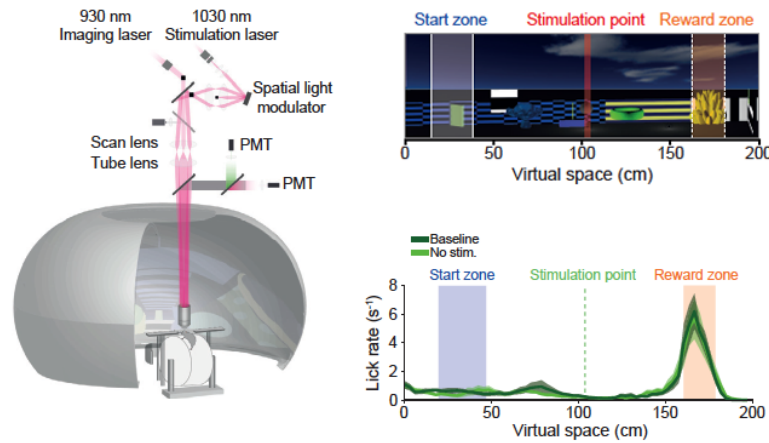 930 nm
Imaging laser
1030 nm
Stimulation laser
Spatial light
modulator
Scan lens
Tube lens
PMT
PMT
Start zone
Stimulation point
Reward zone
0
50
100
150
200
Virtual space (cm)
Baseline
No stim.
Start zone
Stimulation point
Reward zone
Lick rate (s⁻¹)
8
6
4
2
0
0
50
100
150
200
Virtual space (cm)